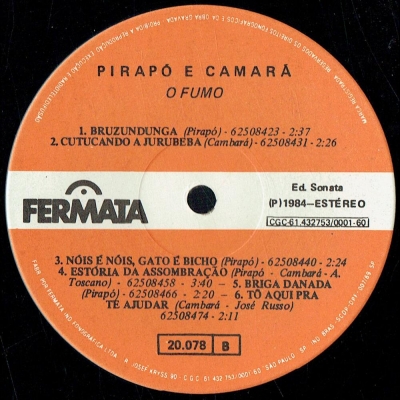 PIRAPÓ E CAMARÁ
O FUMO
1. BRUZUNDUNGA (Pirapó) - 62508423 - 2:37
2. CUTUCANDO A JURUBEBA (Cambará) - 62508431 - 2:26
FERMATA
Ed. Sonata
(P)1984—ESTÉREO
CGC-61.432753/0001-60
3. NÓIS É NÓIS, GATO É BICHO (Pirapó) - 62508440 - 2:24
4. ESTÓRIA DA ASSOMBRAÇÃO (Pirapó - Cambará - A.
Toscano) - 62508458 - 3:40 – 5. BRIGA DANADA
(Pirapó) - 62508466 - 2:20 – 6. TÔ AQUI PRA
TE AJUDAR (Cambará - José Russo)
62508474 - 2:11
20.078 B